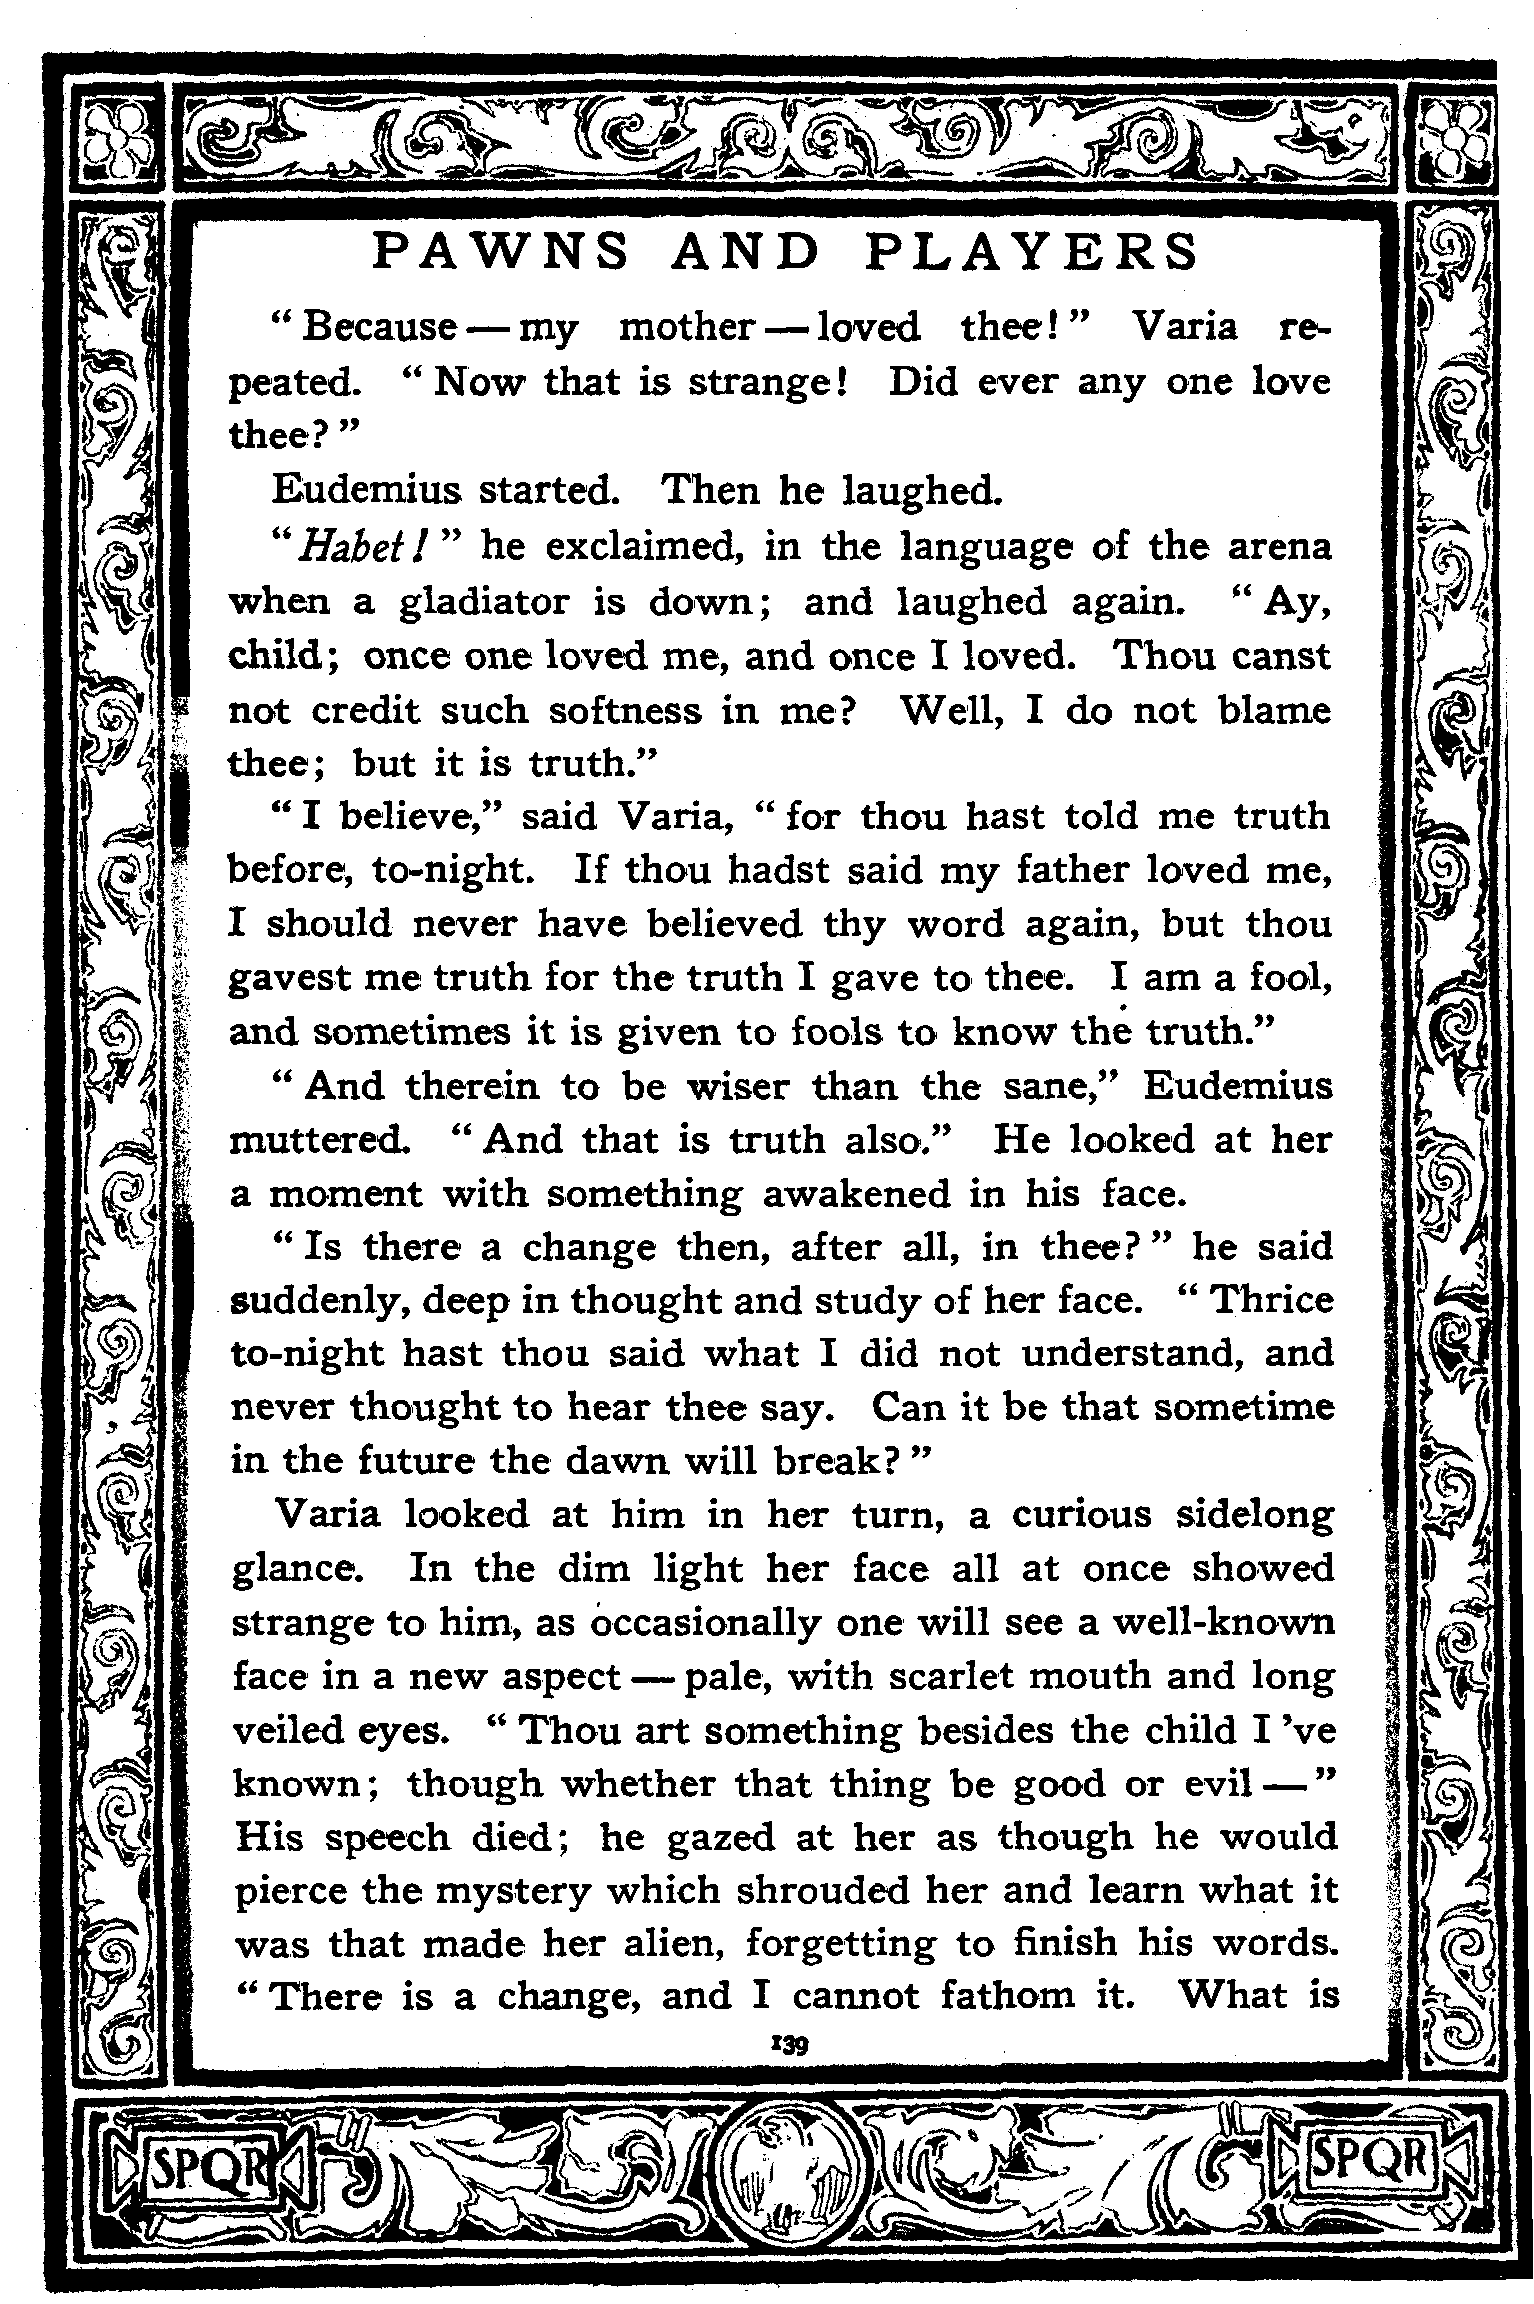 PAWNS AND PLAYERS
“Because — my mother — loved thee!” Varia re-
peated. “Now that is strange! Did ever any one love
thee?”
Eudemius started. Then he laughed.
“Habet!” he exclaimed, in the language of the arena
when a gladiator is down; and laughed again. “Ay,
child; once one loved me, and once I loved. Thou canst
not credit such softness in me? Well, I do not blame
thee; but it is truth.”
“I believe,” said Varia, “for thou hast told me truth
before, to-night. If thou hadst said my father loved me,
I should never have believed thy word again, but thou
gavest me truth for the truth I gave to thee. I am a fool,
and sometimes it is given to fools to know the truth.”
“And therein to be wiser than the sane,” Eudemius
muttered. “And that is truth also.” He looked at her
a moment with something awakened in his face.
“Is there a change then, after all, in thee?” he said
suddenly, deep in thought and study of her face. “Thrice
to-night hast thou said what I did not understand, and
never thought to hear thee say. Can it be that sometime
in the future the dawn will break?”
Varia looked at him in her turn, a curious sidelong
glance. In the dim light her face all at once showed
strange to him, as occasionally one will see a well-known
face in a new aspect — pale, with scarlet mouth and long
veiled eyes. “Thou art something besides the child I 've
known; though whether that thing be good or evil —”
His speech died; he gazed at her as though he would
pierce the mystery which shrouded her and learn what it
was that made her alien, forgetting to finish his words.
“There is a change, and I cannot fathom it. What is
139
SPQR SPQR